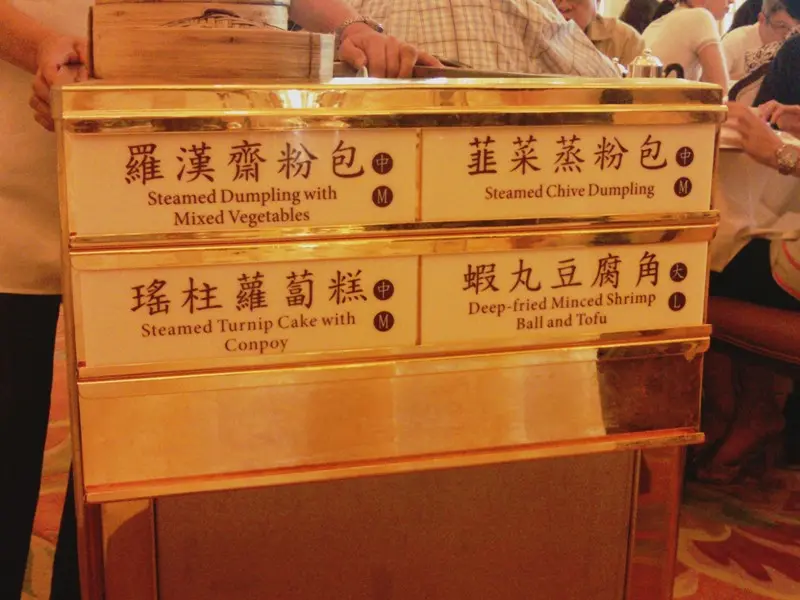 羅漢齋粉包 中
Steamed Dumpling with M
Mixed Vegetables
韮菜蒸粉包 中
Steamed Chive Dumpling M
瑤柱蘿蔔糕 中
Steamed Turnip Cake with M
Conpoy
蝦丸豆腐角 大
Deep-fried Minced Shrimp L
Ball and Tofu